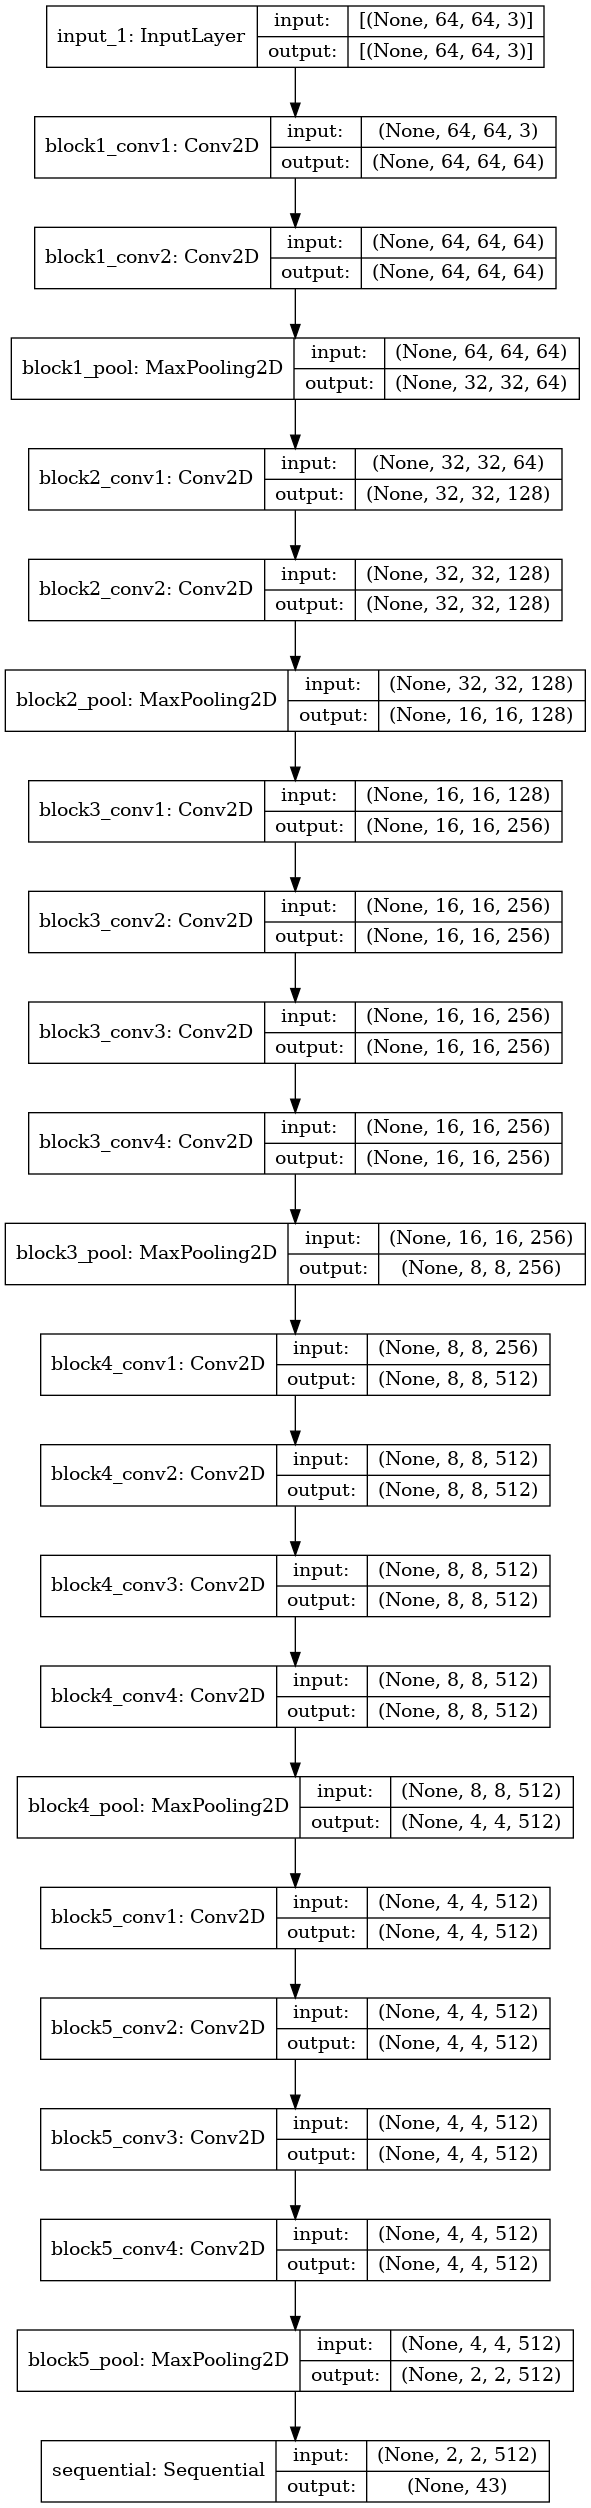 input_1: InputLayer
input: [(None, 64, 64, 3)]
output: [(None, 64, 64, 3)]
block1_conv1: Conv2D
input: (None, 64, 64, 3)
output: (None, 64, 64, 64)
block1_conv2: Conv2D
input: (None, 64, 64, 64)
output: (None, 64, 64, 64)
block1_pool: MaxPooling2D
input: (None, 64, 64, 64)
output: (None, 32, 32, 64)
block2_conv1: Conv2D
input: (None, 32, 32, 64)
output: (None, 32, 32, 128)
block2_conv2: Conv2D
input: (None, 32, 32, 128)
output: (None, 32, 32, 128)
block2_pool: MaxPooling2D
input: (None, 32, 32, 128)
output: (None, 16, 16, 128)
block3_conv1: Conv2D
input: (None, 16, 16, 128)
output: (None, 16, 16, 256)
block3_conv2: Conv2D
input: (None, 16, 16, 256)
output: (None, 16, 16, 256)
block3_conv3: Conv2D
input: (None, 16, 16, 256)
output: (None, 16, 16, 256)
block3_conv4: Conv2D
input: (None, 16, 16, 256)
output: (None, 16, 16, 256)
block3_pool: MaxPooling2D
input: (None, 16, 16, 256)
output: (None, 8, 8, 256)
block4_conv1: Conv2D
input: (None, 8, 8, 256)
output: (None, 8, 8, 512)
block4_conv2: Conv2D
input: (None, 8, 8, 512)
output: (None, 8, 8, 512)
block4_conv3: Conv2D
input: (None, 8, 8, 512)
output: (None, 8, 8, 512)
block4_conv4: Conv2D
input: (None, 8, 8, 512)
output: (None, 8, 8, 512)
block4_pool: MaxPooling2D
input: (None, 8, 8, 512)
output: (None, 4, 4, 512)
block5_conv1: Conv2D
input: (None, 4, 4, 512)
output: (None, 4, 4, 512)
block5_conv2: Conv2D
input: (None, 4, 4, 512)
output: (None, 4, 4, 512)
block5_conv3: Conv2D
input: (None, 4, 4, 512)
output: (None, 4, 4, 512)
block5_conv4: Conv2D
input: (None, 4, 4, 512)
output: (None, 4, 4, 512)
block5_pool: MaxPooling2D
input: (None, 4, 4, 512)
output: (None, 2, 2, 512)
sequential: Sequential
input: (None, 2, 2, 512)
output: (None, 43)